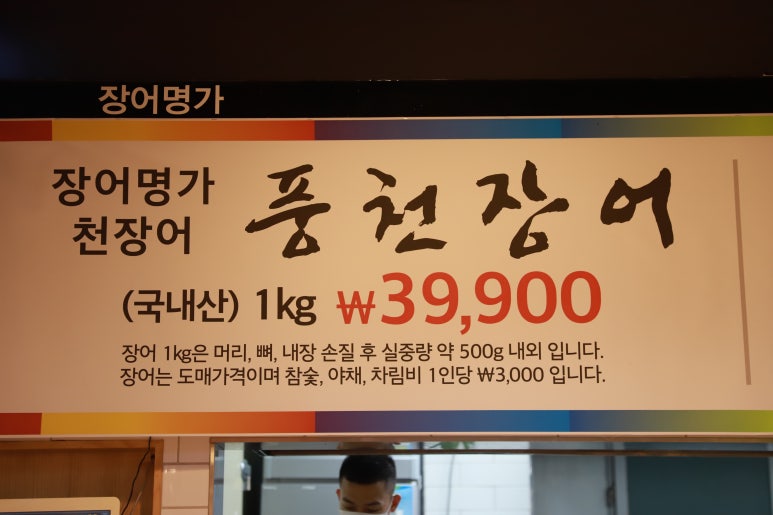 장어명가
장어명가
천장어
풍천장어
(국내산) 1kg ₩39,900
장어 1kg은 머리, 뼈, 내장 손질 후 실중량 약 500g 내외 입니다.
장어는 도매가격이며 참숯, 야채, 차림비 1인당 ₩3,000 입니다.